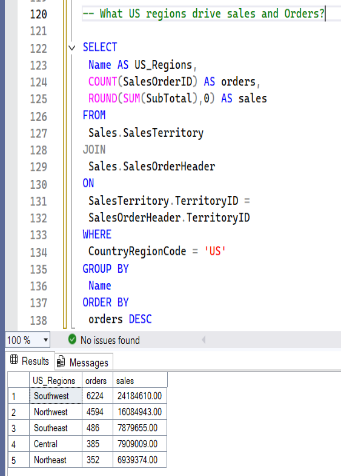 120 -- What US regions drive sales and Orders?
121
122 SELECT
123 Name AS US_Regions,
124 COUNT(SalesOrderID) AS orders,
125 ROUND(SUM(SubTotal),0) AS sales
126 FROM
127 Sales.SalesTerritory
128 JOIN
129 Sales.SalesOrderHeader
130 ON
131 SalesTerritory.TerritoryID =
132 SalesOrderHeader.TerritoryID
133 WHERE
134 CountryRegionCode = 'US'
135 GROUP BY
136 Name
137 ORDER BY
138 orders DESC
100 % No issues found
Results Messages
US_Regions orders sales
1 Southwest 6224 24184610.00
2 Northwest 4594 16084943.00
3 Southeast 486 7879655.00
4 Central 385 7909009.00
5 Northeast 352 6939374.00